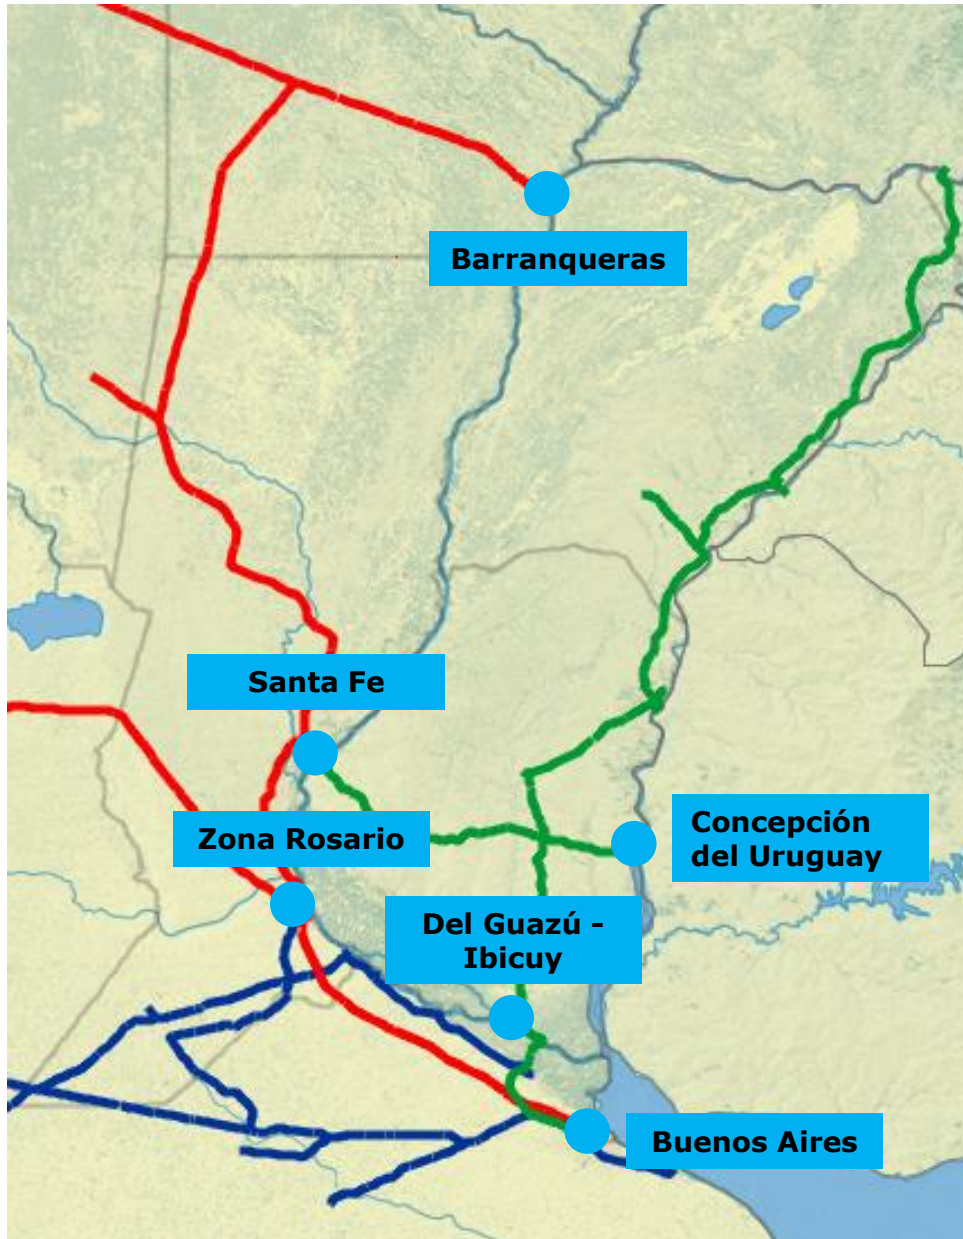 Barranqueras
Santa Fe
Zona Rosario
Concepción
del Uruguay
Del Guazú -
Ibicuy
Buenos Aires